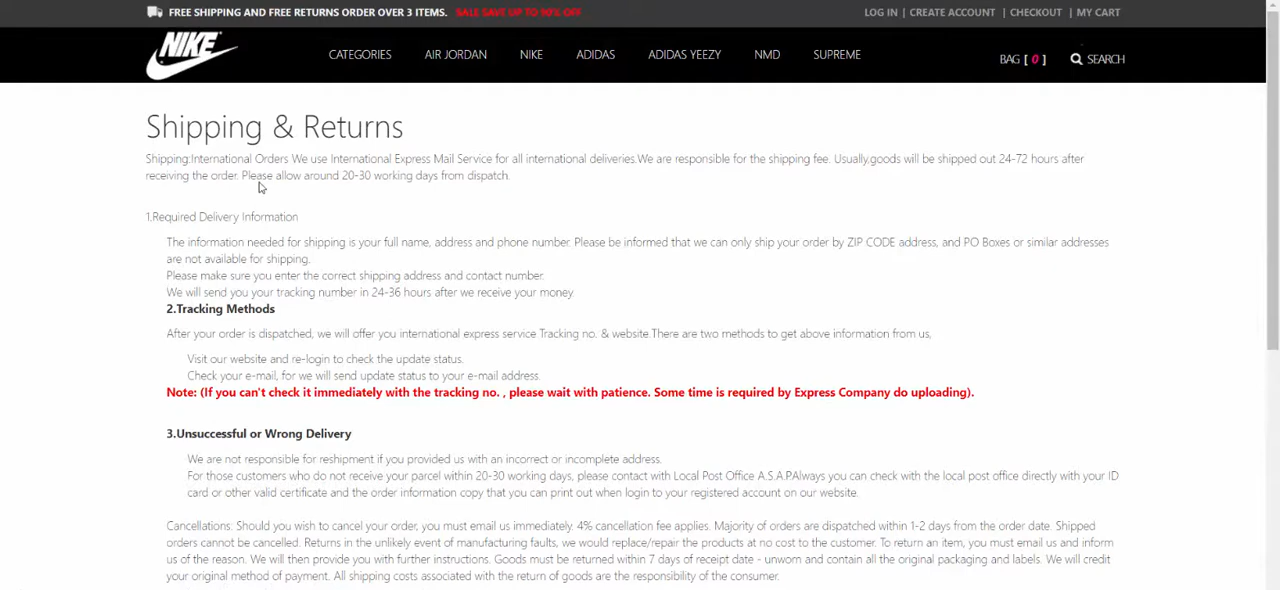 FREE SHIPPING AND FREE RETURNS ORDER OVER 3 ITEMS. SALE SAVE UP TO 90% OFF LOG IN | CREATE ACCOUNT | CHECKOUT | MY CART
NIKE CATEGORIES AIR JORDAN NIKE ADIDAS ADIDAS YEEZY NMD SUPREME BAG [ 0 ] SEARCH
Shipping & Returns
Shipping:International Orders We use International Express Mail Service for all international deliveries.We are responsible for the shipping fee. Usually,goods will be shipped out 24-72 hours after
receiving the order. Please allow around 20-30 working days from dispatch.
1.Required Delivery Information
The information needed for shipping is your full name, address and phone number. Please be informed that we can only ship your order by ZIP CODE address, and PO Boxes or similar addresses
are not available for shipping.
Please make sure you enter the correct shipping address and contact number.
We will send you your tracking number in 24-36 hours after we receive your money.
2.Tracking Methods
After your order is dispatched, we will offer you international express service Tracking no. & website.There are two methods to get above information from us,
Visit our website and re-login to check the update status.
Check your e-mail, for we will send update status to your e-mail address.
Note: (If you can't check it immediately with the tracking no. , please wait with patience. Some time is required by Express Company do uploading).
3.Unsuccessful or Wrong Delivery
We are not responsible for reshipment if you provided us with an incorrect or incomplete address.
For those customers who do not receive your parcel within 20-30 working days, please contact with Local Post Office A.S.A.PAlways you can check with the local post office directly with your ID
card or other valid certificate and the order information copy that you can print out when login to your registered account on our website.
Cancellations: Should you wish to cancel your order, you must email us immediately. 4% cancellation fee applies. Majority of orders are dispatched within 1-2 days from the order date. Shipped
orders cannot be cancelled. Returns in the unlikely event of manufacturing faults, we would replace/repair the products at no cost to the customer. To return an item, you must email us and inform
us of the reason. We will then provide you with further instructions. Goods must be returned within 7 days of receipt date - unworn and contain all the original packaging and labels. We will credit
your original method of payment. All shipping costs associated with the return of goods are the responsibility of the consumer.